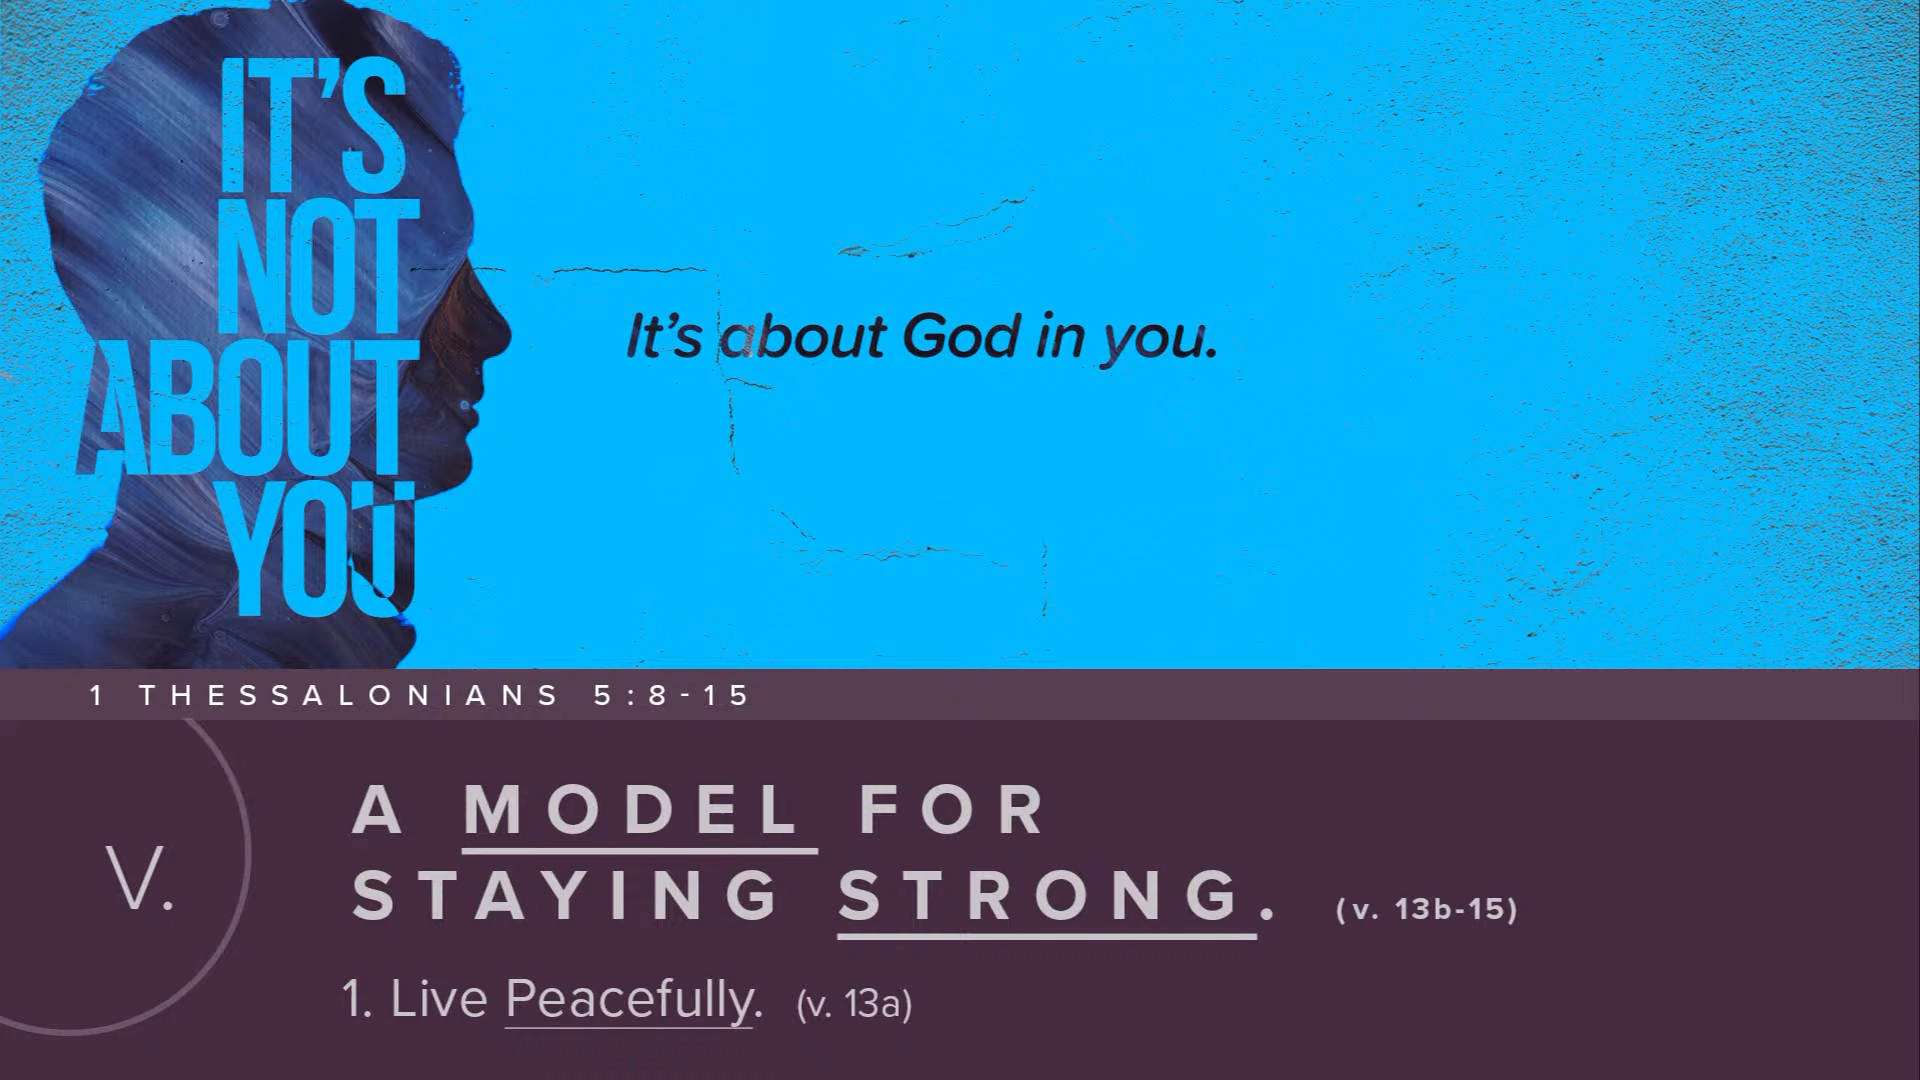 IT'S
NOT
ABOUT
YOU
It's about God in you.
1 THESSALONIANS 5:8-15
V.
A MODEL FOR
STAYING STRONG. (v. 13b-15)
1. Live Peacefully. (v. 13a)